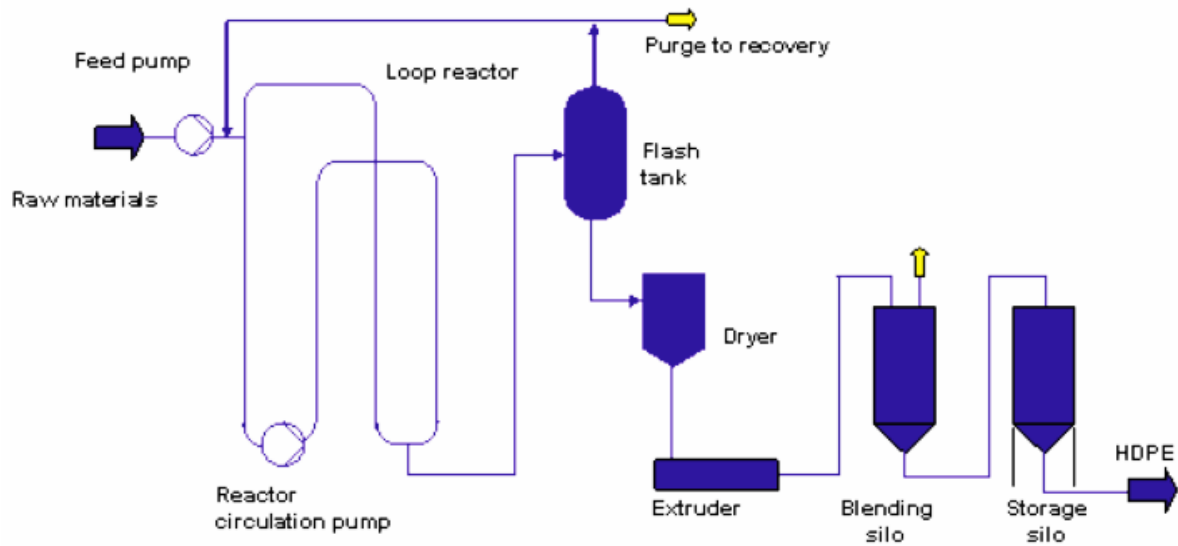 Purge to recovery
Feed pump
Loop reactor
Raw materials
Flash
tank
Dryer
Reactor
circulation pump
Extruder
Blending
silo
Storage
silo
HDPE